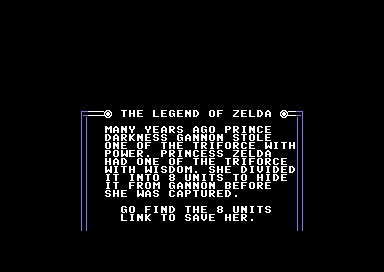 THE LEGEND OF ZELDA
MANY YEARS AGO PRINCE
DARKNESS GANNON STOLE
ONE OF THE TRIFORCE WITH
POWER. PRINCESS ZELDA
HAD ONE OF THE TRIFORCE
WITH WISDOM. SHE DIVIDED
IT INTO 8 UNITS TO HIDE
IT FROM GANNON BEFORE
SHE WAS CAPTURED.
GO FIND THE 8 UNITS
LINK TO SAVE HER.